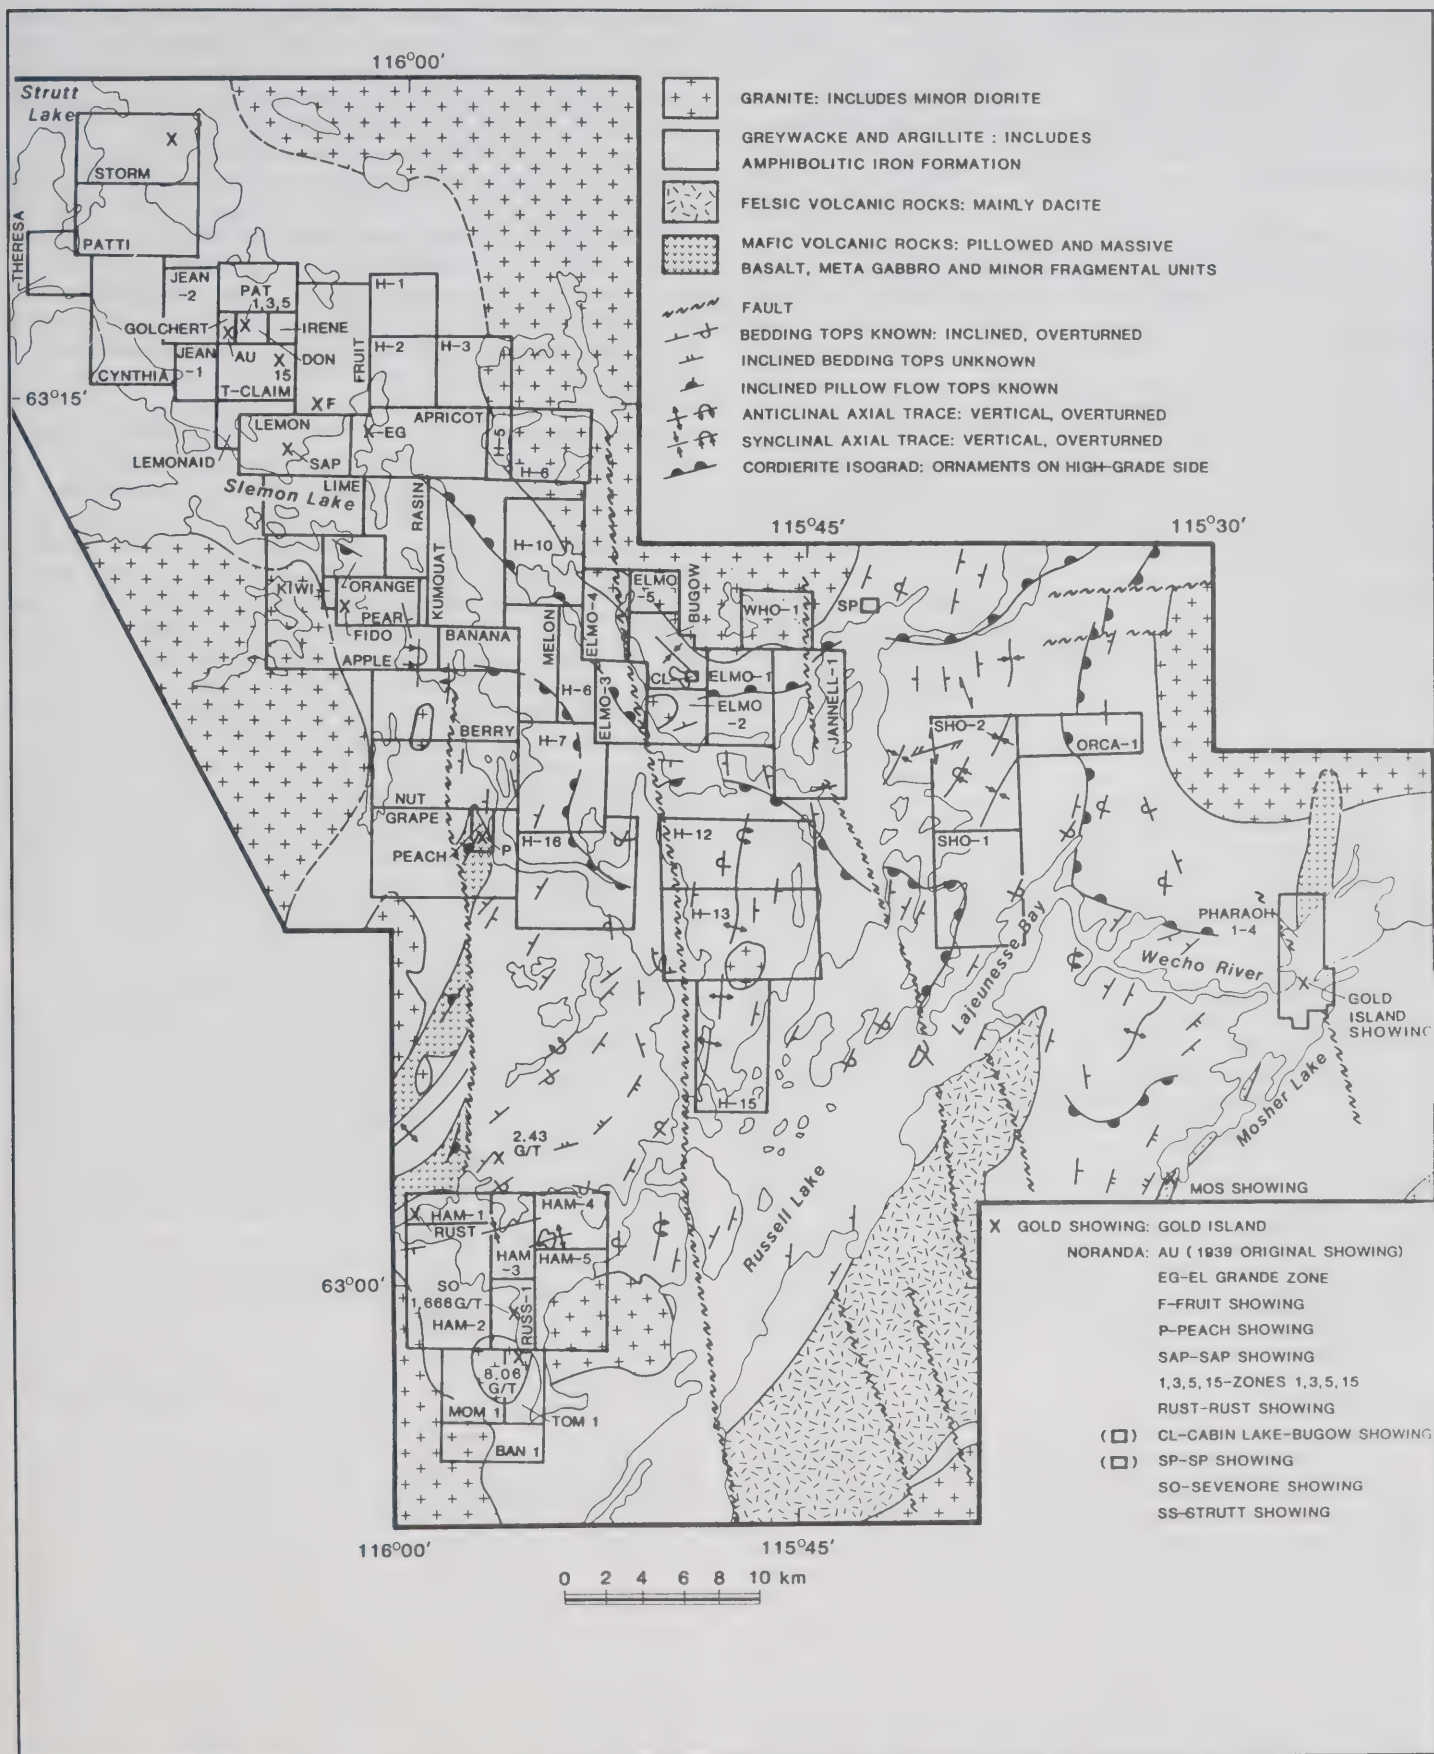 116°00'
Strutt
Lake
STORM
THERESA
PATTI
JEAN
-2
PAT
1,3,5
H-1
GOLCHERT
IRENE
FRUIT
H-2
H-3
JEAN
-1
AU
DON
15
CYNTHIA
T-CLAIM
63°15'
F
LEMON
EG
APRICOT
H-5
LEMONAID
SAP
H-6
LIME
Slemon Lake
RASIN
KUMQUAT
H-10
KIWI
ORANGE
PEAR
FIDO
BANANA
APPLE
MELON
ELMO-4
ELMO
-5
BUGOW
WHO-1
SP
115°45'
115°30'
H-6
ELMO-3
CL
ELMO-1
ELMO
-2
JANNELL-1
BERRY
H-7
SHO-2
ORCA-1
NUT
GRAPE
PEACH
P
H-16
H-12
SHO-1
H-13
Lajeunesse Bay
PHARAOH
1-4
Wecho River
GOLD
ISLAND
SHOWING
H-15
Mosher Lake
2.43
G/T
Russell Lake
MOS SHOWING
HAM-1
RUST
HAM-4
HAM
-3
HAM-5
63°00'
SO
1,666G/T
HAM-2
RUSS-1
8.06
G/T
MOM 1
TOM 1
BAN 1
116°00'
115°45'
0 2 4 6 8 10 km
GRANITE: INCLUDES MINOR DIORITE
GREYWACKE AND ARGILLITE : INCLUDES
AMPHIBOLITIC IRON FORMATION
FELSIC VOLCANIC ROCKS: MAINLY DACITE
MAFIC VOLCANIC ROCKS: PILLOWED AND MASSIVE
BASALT, META GABBRO AND MINOR FRAGMENTAL UNITS
FAULT
BEDDING TOPS KNOWN: INCLINED, OVERTURNED
INCLINED BEDDING TOPS UNKNOWN
INCLINED PILLOW FLOW TOPS KNOWN
ANTICLINAL AXIAL TRACE: VERTICAL, OVERTURNED
SYNCLINAL AXIAL TRACE: VERTICAL, OVERTURNED
CORDIERITE ISOGRAD: ORNAMENTS ON HIGH-GRADE SIDE
X GOLD SHOWING: GOLD ISLAND
NORANDA: AU (1939 ORIGINAL SHOWING)
EG-EL GRANDE ZONE
F-FRUIT SHOWING
P-PEACH SHOWING
SAP-SAP SHOWING
1,3,5,15-ZONES 1,3,5,15
RUST-RUST SHOWING
CL-CABIN LAKE-BUGOW SHOWING
SP-SP SHOWING
SO-SEVENORE SHOWING
SS-STRUTT SHOWING